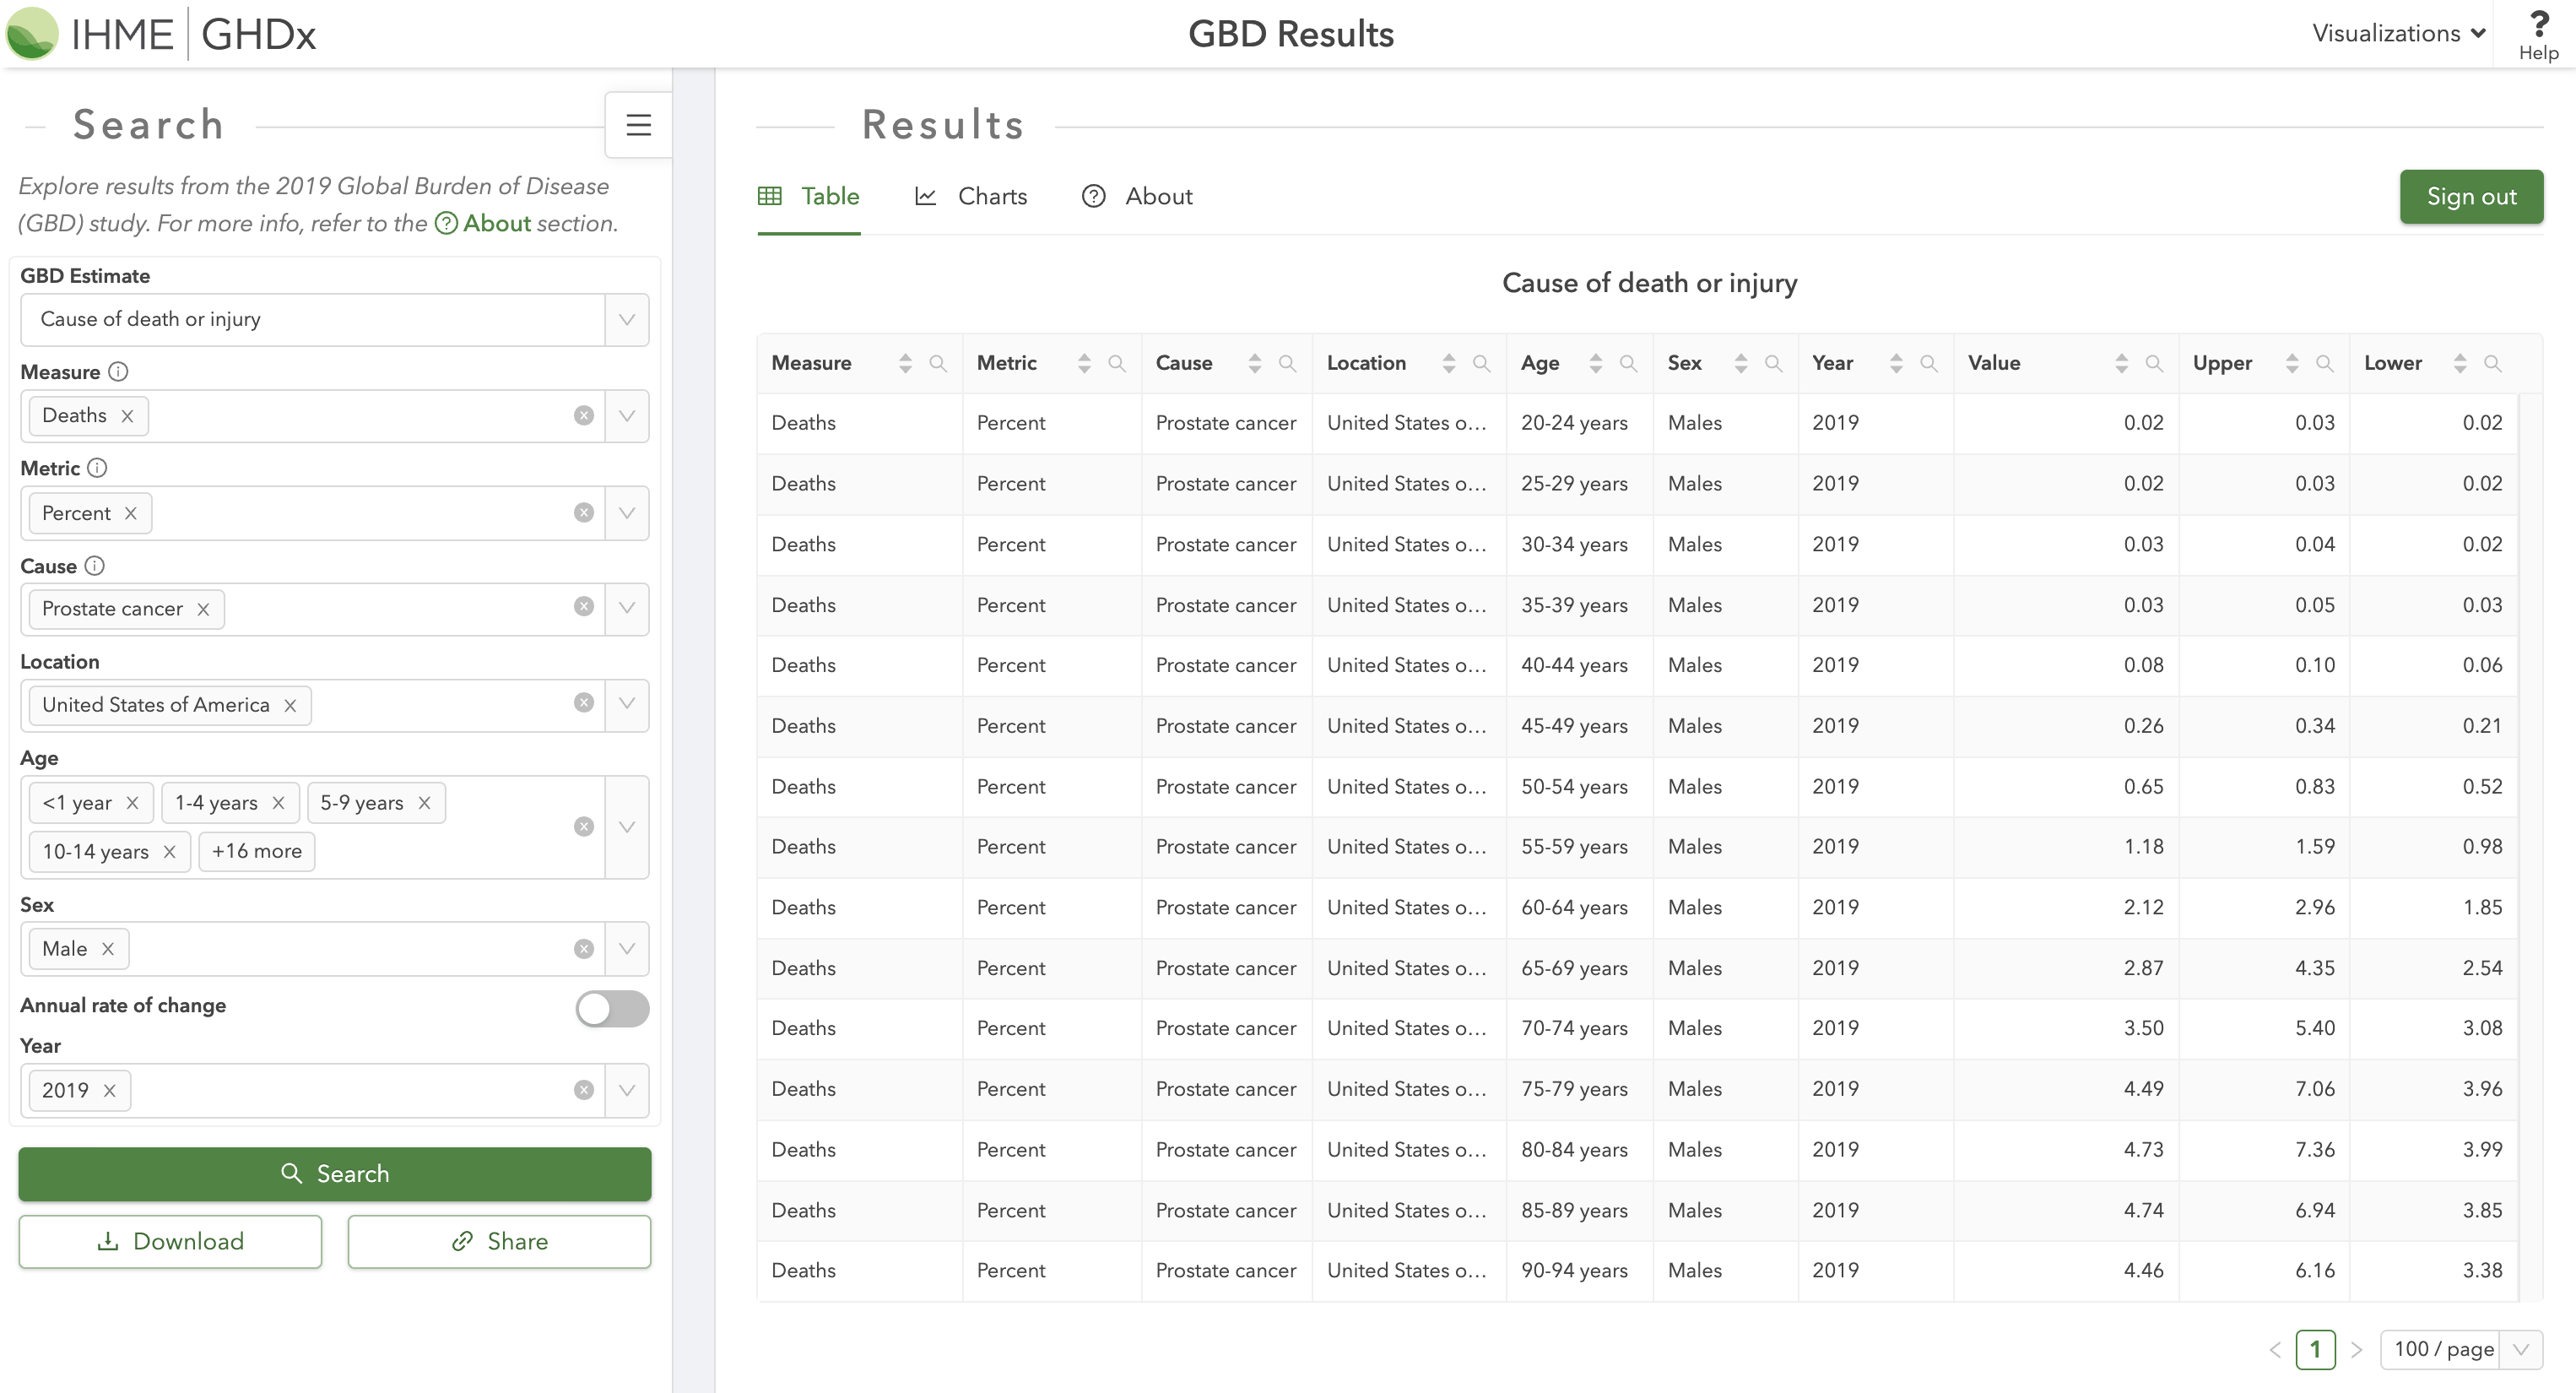 IHME | GHDx
GBD Results
Visualizations
? Help
Search
Explore results from the 2019 Global Burden of Disease
(GBD) study. For more info, refer to the About section.
GBD Estimate
Cause of death or injury
Measure
Deaths
Metric
Percent
Cause
Prostate cancer
Location
United States of America
Age
<1 year 1-4 years 5-9 years
10-14 years +16 more
Sex
Male
Annual rate of change
Year
2019
Search
Download Share
Results
Table Charts About
Sign out
Cause of death or injury
Measure Metric Cause Location Age Sex Year Value Upper Lower
Deaths Percent Prostate cancer United States o... 20-24 years Males 2019 0.02 0.03 0.02
Deaths Percent Prostate cancer United States o... 25-29 years Males 2019 0.02 0.03 0.02
Deaths Percent Prostate cancer United States o... 30-34 years Males 2019 0.03 0.04 0.02
Deaths Percent Prostate cancer United States o... 35-39 years Males 2019 0.03 0.05 0.03
Deaths Percent Prostate cancer United States o... 40-44 years Males 2019 0.08 0.10 0.06
Deaths Percent Prostate cancer United States o... 45-49 years Males 2019 0.26 0.34 0.21
Deaths Percent Prostate cancer United States o... 50-54 years Males 2019 0.65 0.83 0.52
Deaths Percent Prostate cancer United States o... 55-59 years Males 2019 1.18 1.59 0.98
Deaths Percent Prostate cancer United States o... 60-64 years Males 2019 2.12 2.96 1.85
Deaths Percent Prostate cancer United States o... 65-69 years Males 2019 2.87 4.35 2.54
Deaths Percent Prostate cancer United States o... 70-74 years Males 2019 3.50 5.40 3.08
Deaths Percent Prostate cancer United States o... 75-79 years Males 2019 4.49 7.06 3.96
Deaths Percent Prostate cancer United States o... 80-84 years Males 2019 4.73 7.36 3.99
Deaths Percent Prostate cancer United States o... 85-89 years Males 2019 4.74 6.94 3.85
Deaths Percent Prostate cancer United States o... 90-94 years Males 2019 4.46 6.16 3.38
< 1 > 100 / page